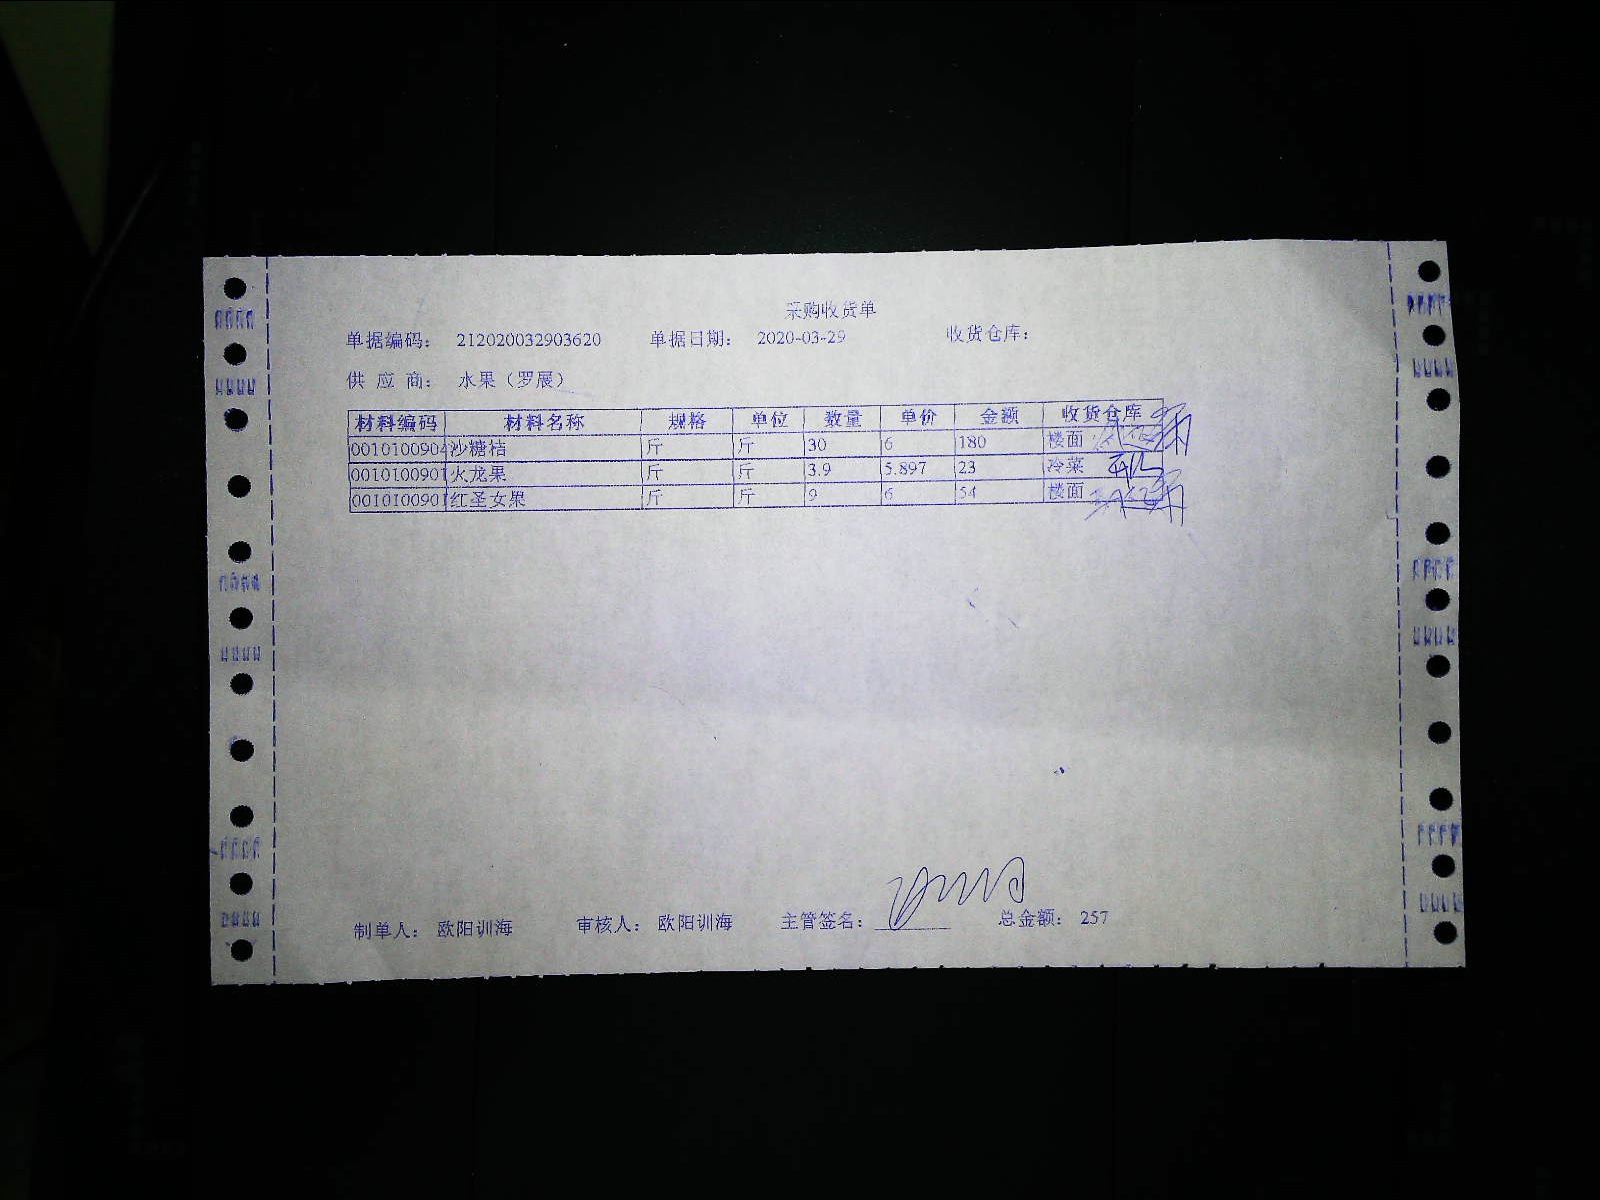 采购收货单
单据编码： 212020032903620 单据日期： 2020-03-29 收货仓库：
供 应 商： 水果（罗展）
材料编码 材料名称 规格 单位 数量 单价 金额 收货仓库
0010100904 沙糖桔 斤 斤 30 6 180 楼面
0010100901 火龙果 斤 斤 3.9 5.897 23 冷菜
0010100901 红圣女果 斤 斤 9 6 54 楼面
制单人： 欧阳训海 审核人： 欧阳训海 主管签名： 总金额： 257